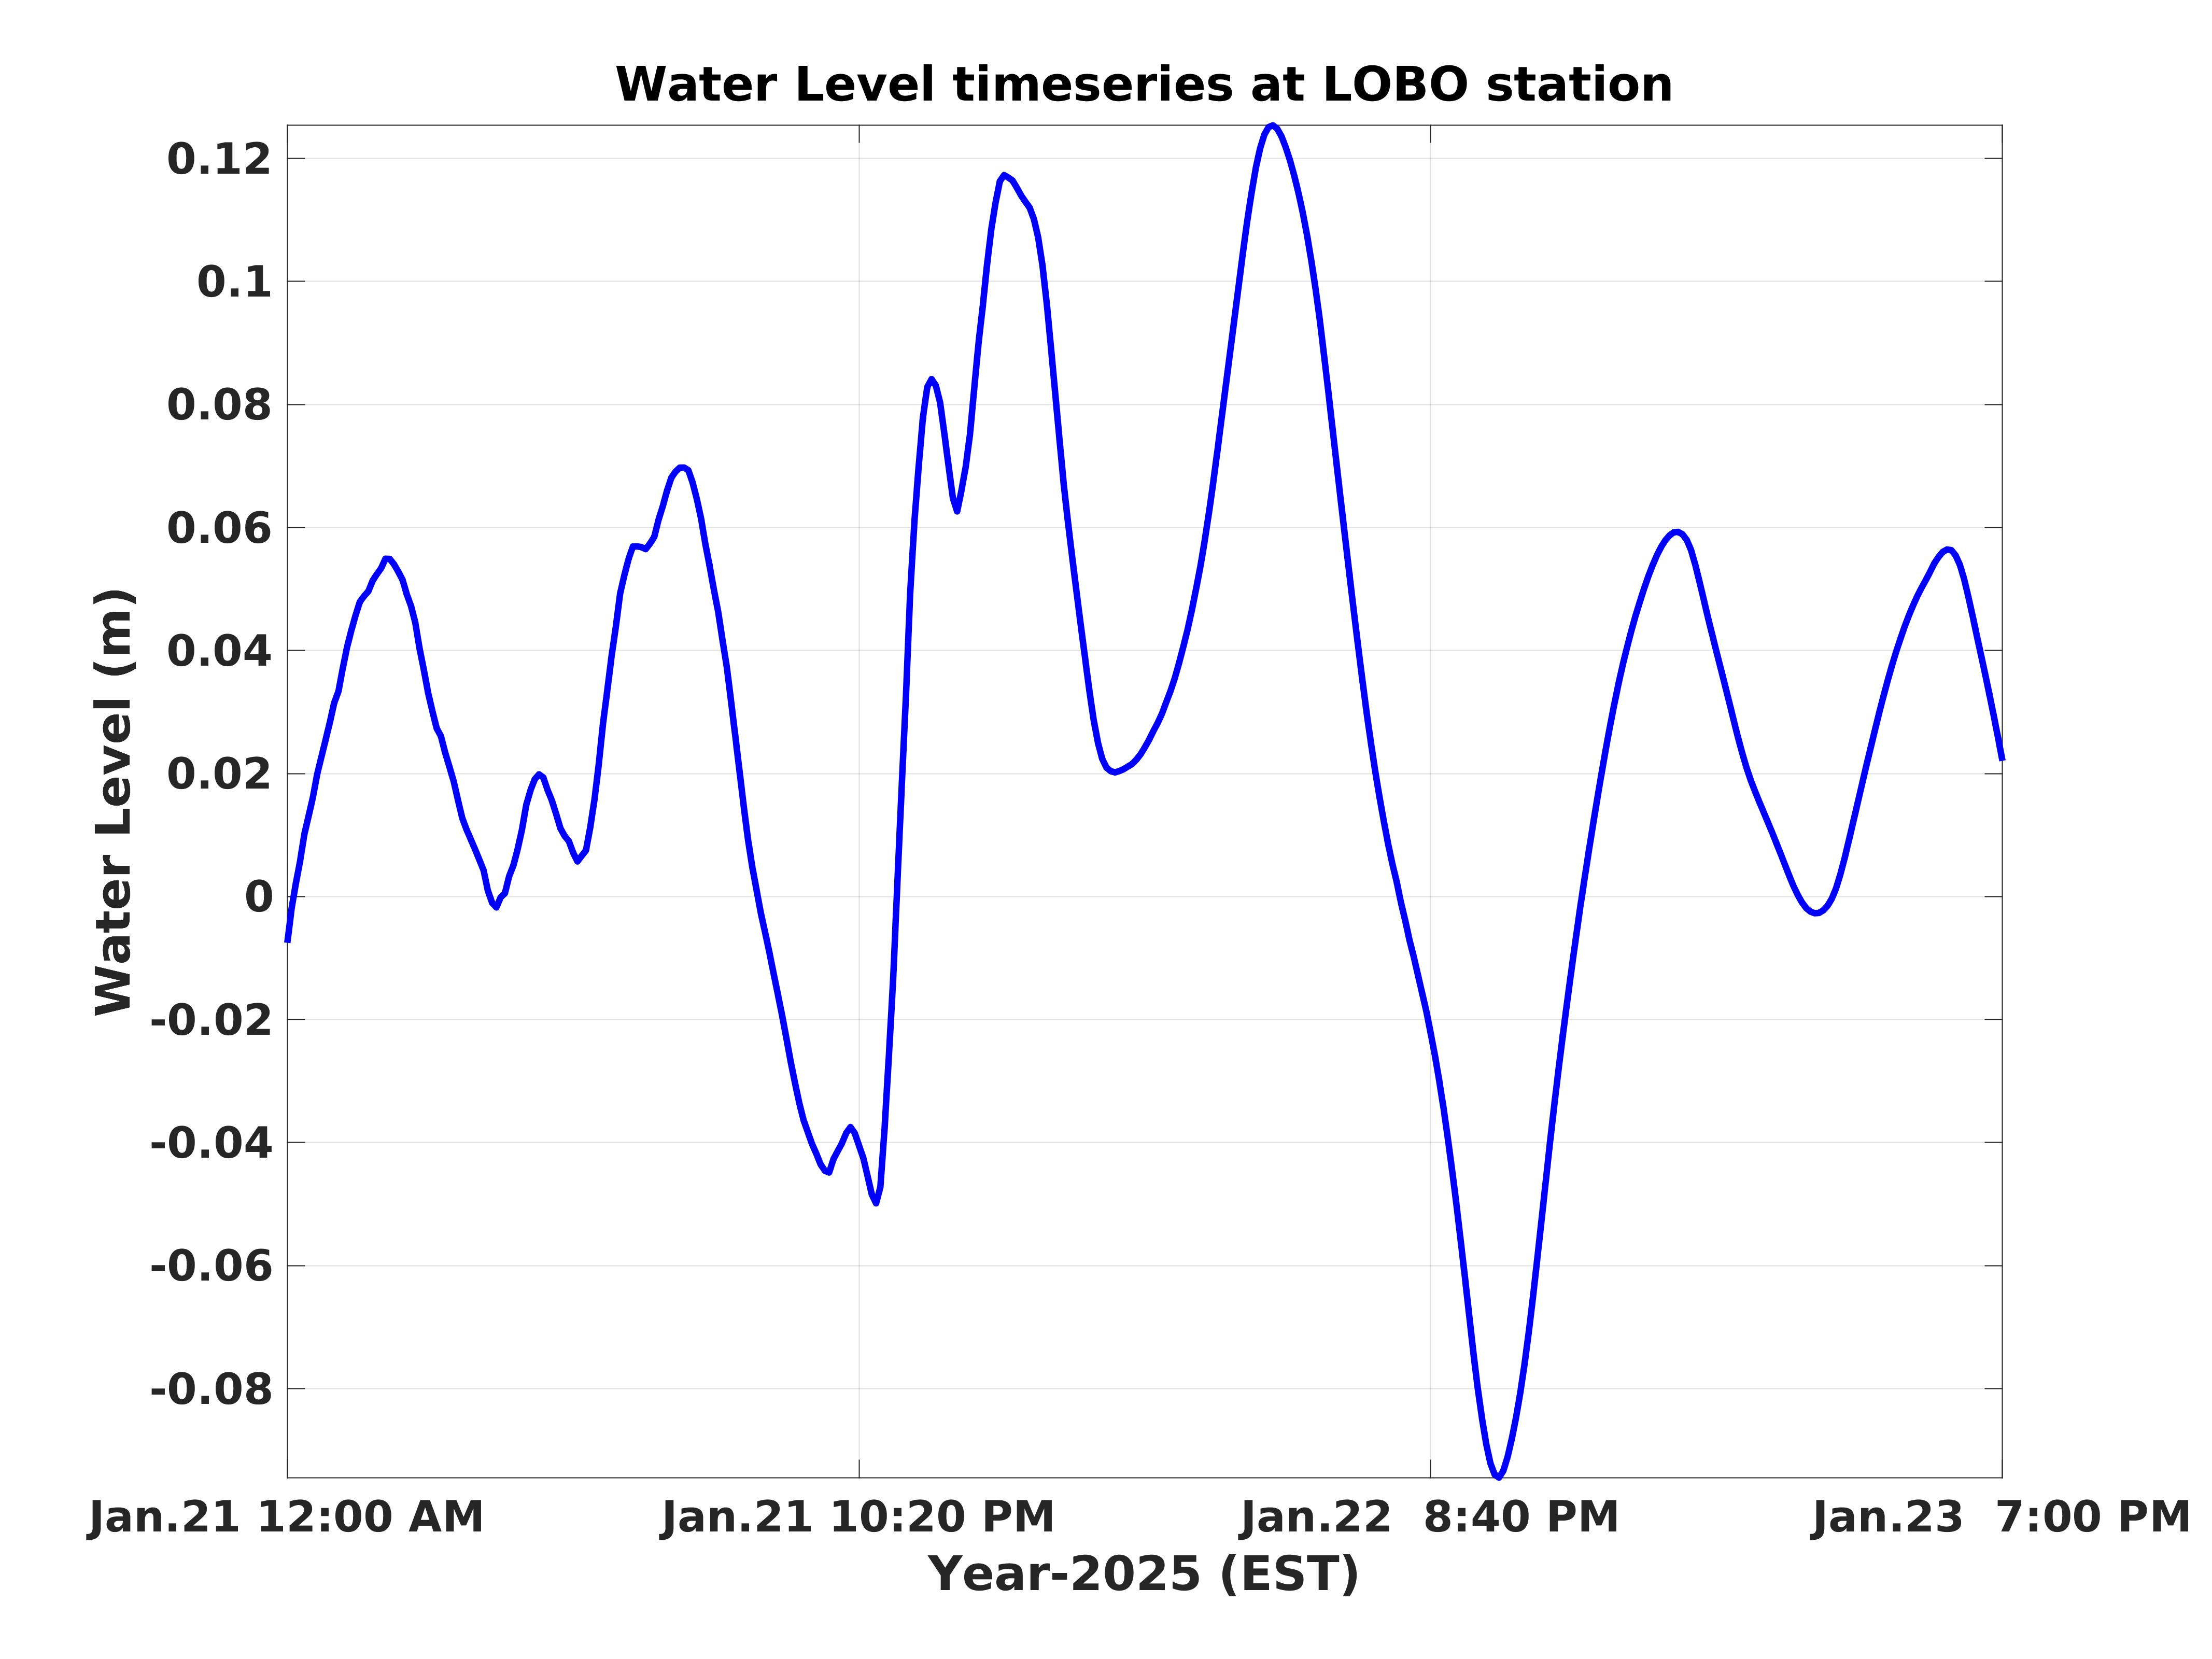 Water Level timeseries at LOBO station
0.12
0.1
0.08
0.06
0.04
0.02
0
-0.02
-0.04
-0.06
-0.08
Water Level (m)
Jan.21 12:00 AM
Jan.21 10:20 PM
Jan.22 8:40 PM
Jan.23 7:00 PM
Year-2025 (EST)